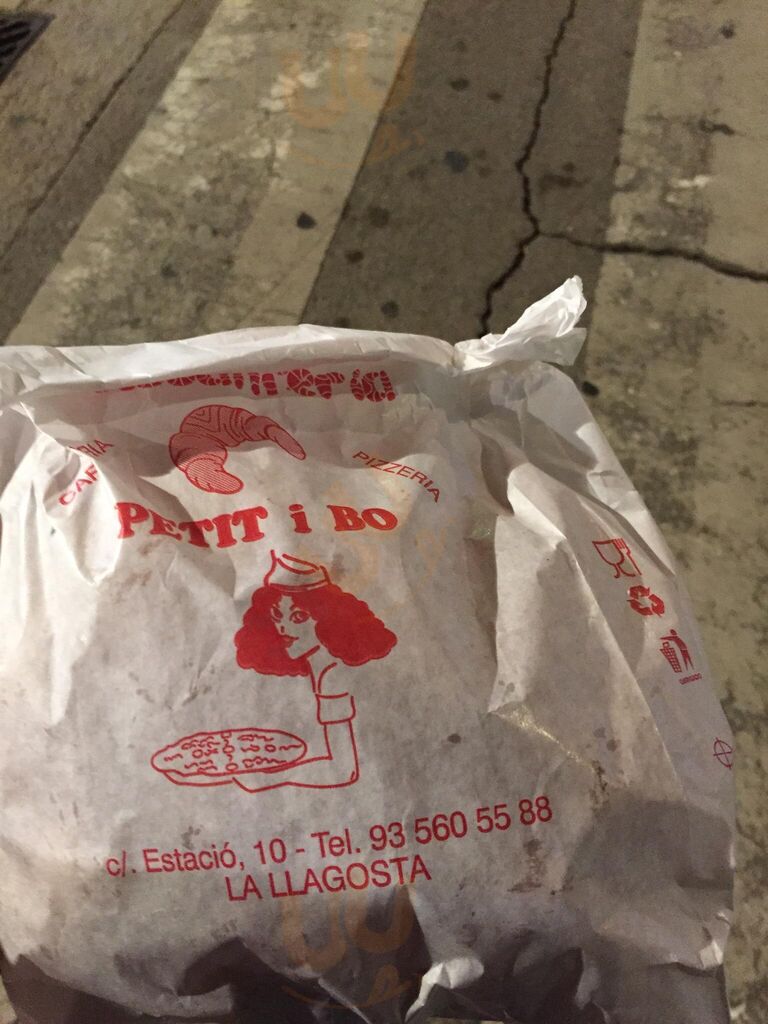 PIZZERIA
PETIT i BO
c/. Estació, 10 - Tel. 93 560 55 88
LA LLAGOSTA